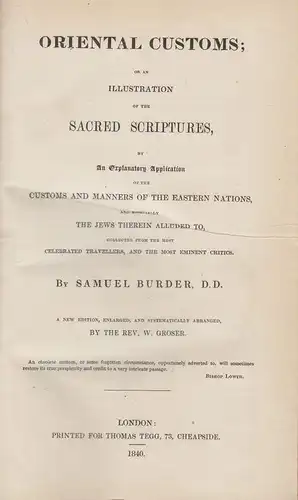 ORIENTAL CUSTOMS;
OR AN
ILLUSTRATION
OF THE
SACRED SCRIPTURES,
BY
An Explanatory Application
OF THE
CUSTOMS AND MANNERS OF THE EASTERN NATIONS,
AND ESPECIALLY
THE JEWS THEREIN ALLUDED TO;
COLLECTED FROM THE MOST
CELEBRATED TRAVELLERS, AND THE MOST EMINENT CRITICS.
BY SAMUEL BURDER, D.D.
A NEW EDITION, ENLARGED, AND SYSTEMATICALLY ARRANGED,
BY THE REV. W. GROSER.
An obsolete custom, or some forgotten circumstance, opportunely adverted to, will sometimes
restore its true perspicuity and credit to a very intricate passage.
BISHOP LOWTH.
LONDON:
PRINTED FOR THOMAS TEGG, 73, CHEAPSIDE.
1840.